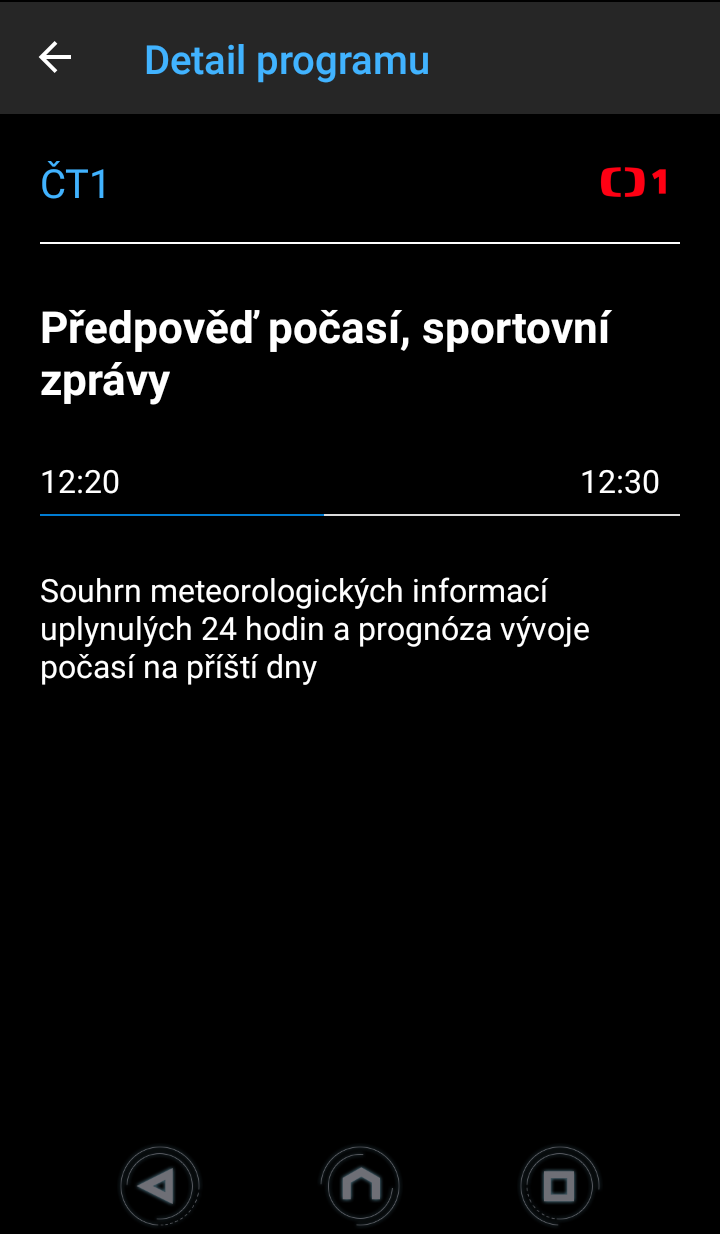 Detail programu
ČT1
1
Předpověď počasí, sportovní
zprávy
12:20
12:30
Souhrn meteorologických informací
uplynulých 24 hodin a prognóza vývoje
počasí na příští dny